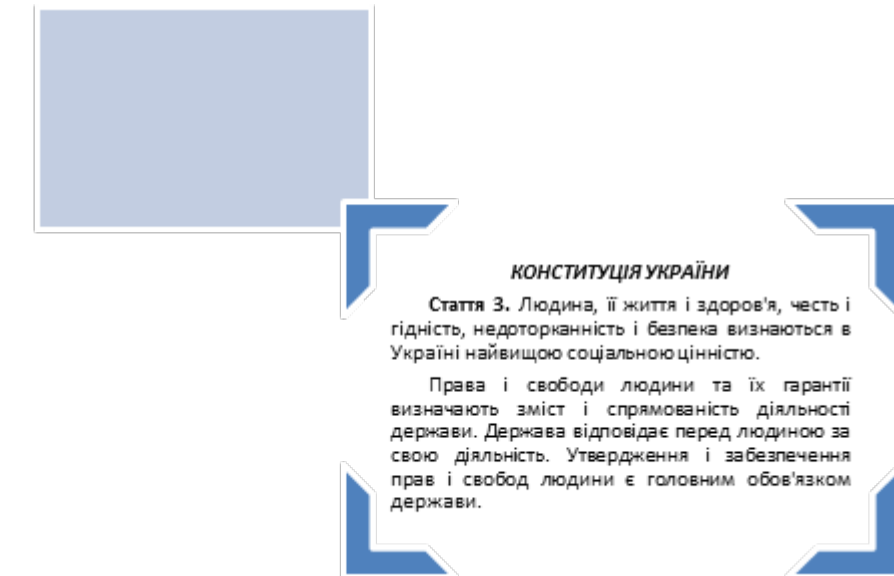 КОНСТИТУЦІЯ УКРАЇНИ
Стаття 3. Людина, її життя і здоров'я, честь і
гідність, недоторканність і безпека визнаються в
Україні найвищою соціальною цінністю.
Права і свободи людини та їх гарантії
визначають зміст і спрямованість діяльності
держави. Держава відповідає перед людиною за
свою діяльність. Утвердження і забезпечення
прав і свобод людини є головним обов'язком
держави.